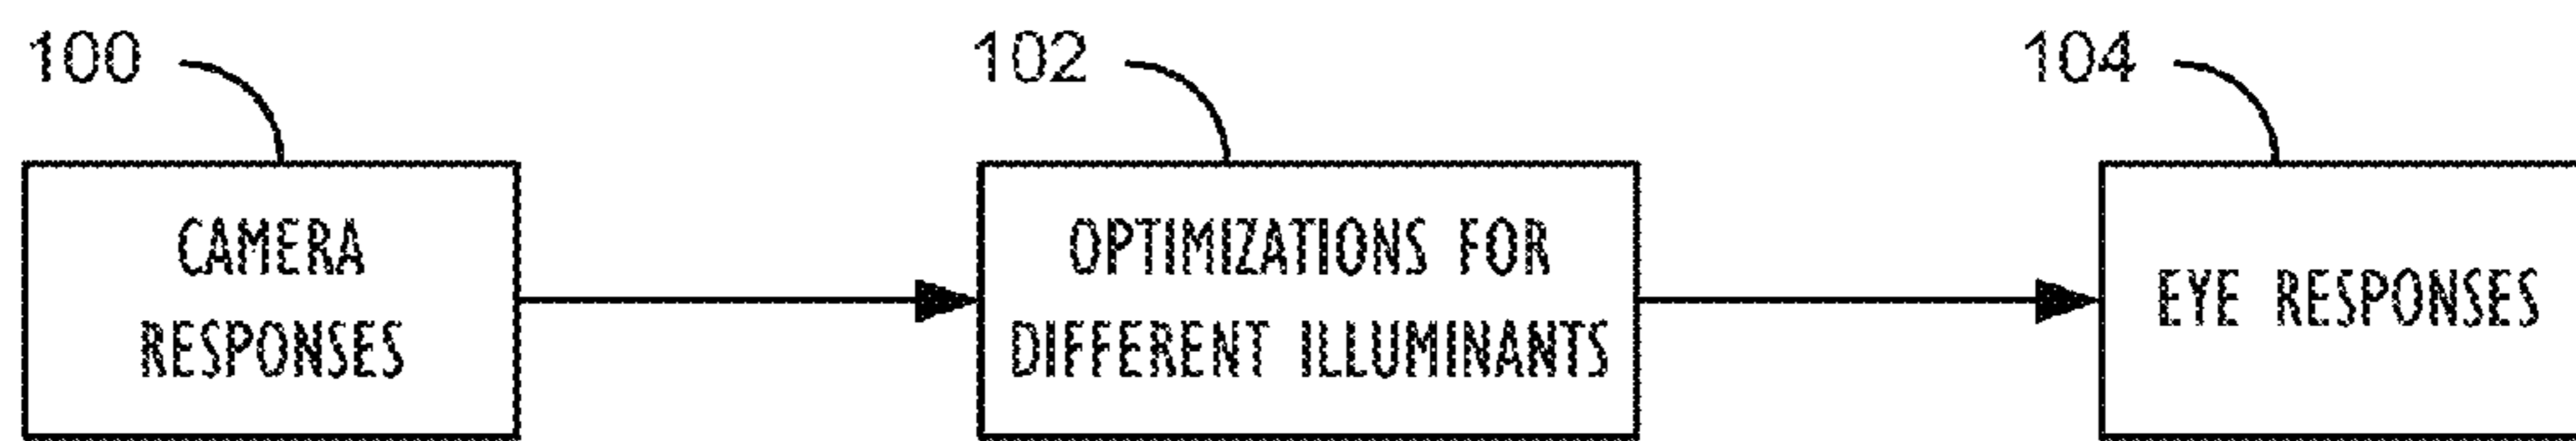 100
102
104
CAMERA
RESPONSES
OPTIMIZATIONS FOR
DIFFERENT ILLUMINANTS
EYE RESPONSES